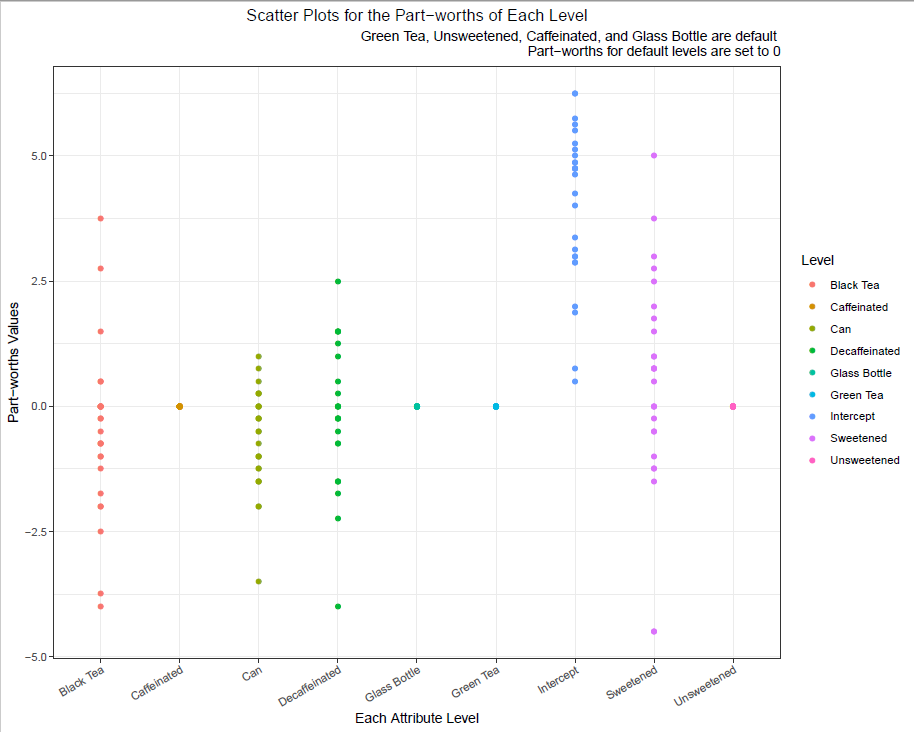 Scatter Plots for the Part−worths of Each Level
Green Tea, Unsweetened, Caffeinated, and Glass Bottle are default
Part−worths for default levels are set to 0
Part−worths Values
5.0
2.5
0.0
−2.5
−5.0
Black Tea
Caffeinated
Can
Decaffeinated
Glass Bottle
Green Tea
Intercept
Sweetened
Unsweetened
Each Attribute Level
Level
Black Tea
Caffeinated
Can
Decaffeinated
Glass Bottle
Green Tea
Intercept
Sweetened
Unsweetened